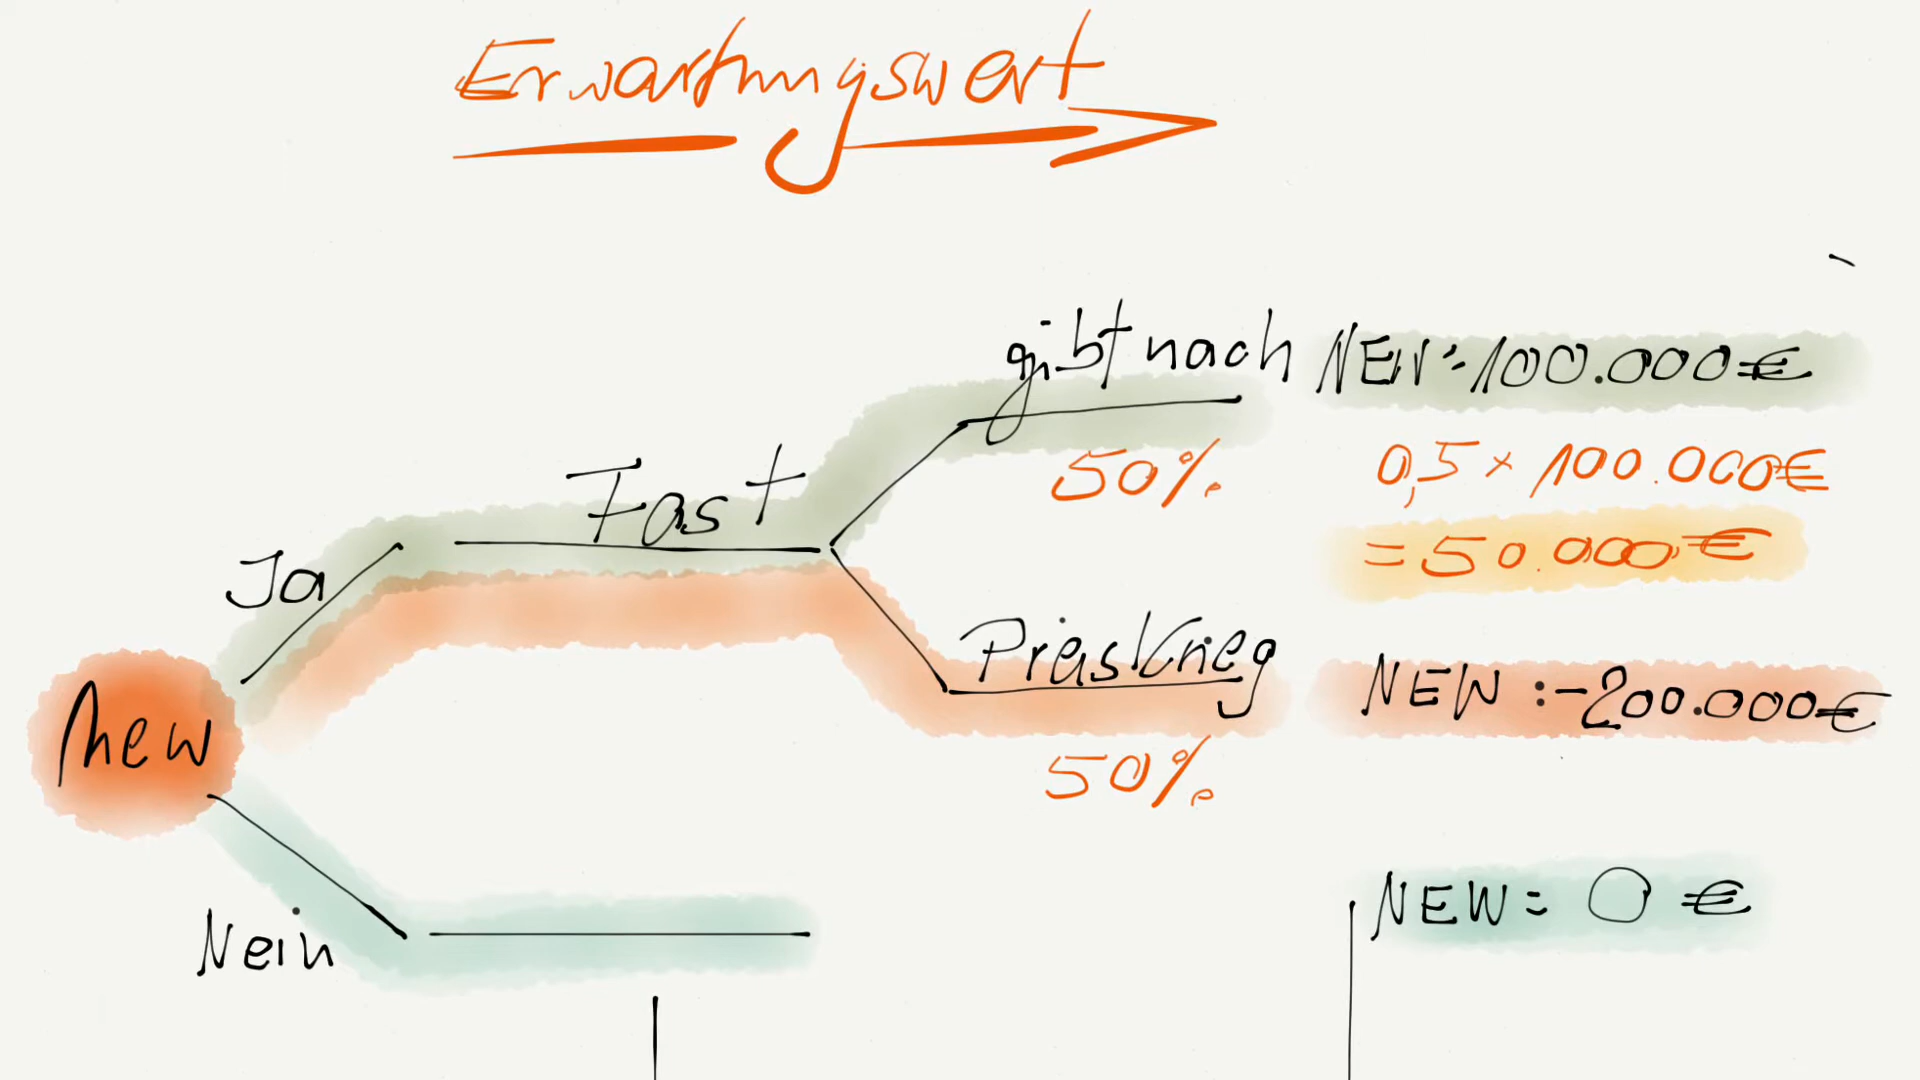 Erwartungswert
gibt nach
NEW: 100.000 €
50%
0,5 x 100.000 €
= 50.000 €
Fast
Ja
Preiskrieg
NEW: -200.000 €
50%
New
NEW = 0 €
Nein